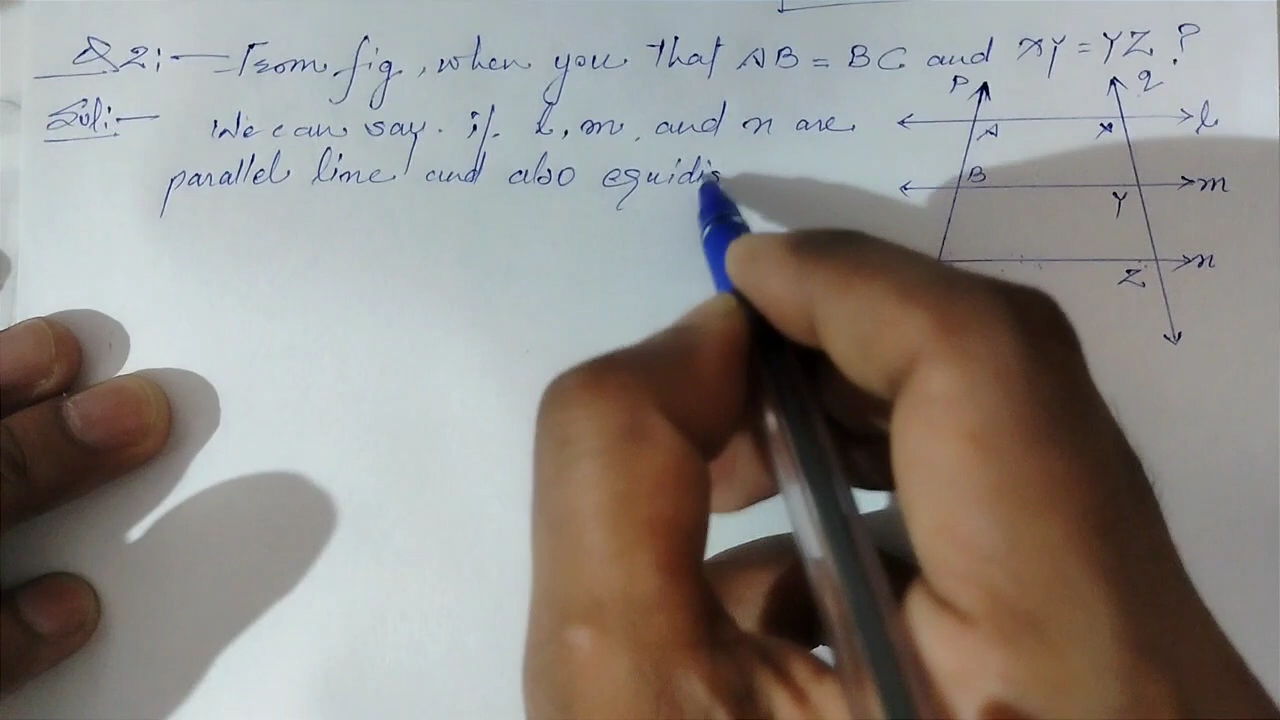 Q2:— From fig, when you that AB = BC and XY = YZ ?
Sol:— We can say. if. l, m, and n are
parallel line and also equidis
P q
A X l
B Y m
Z n